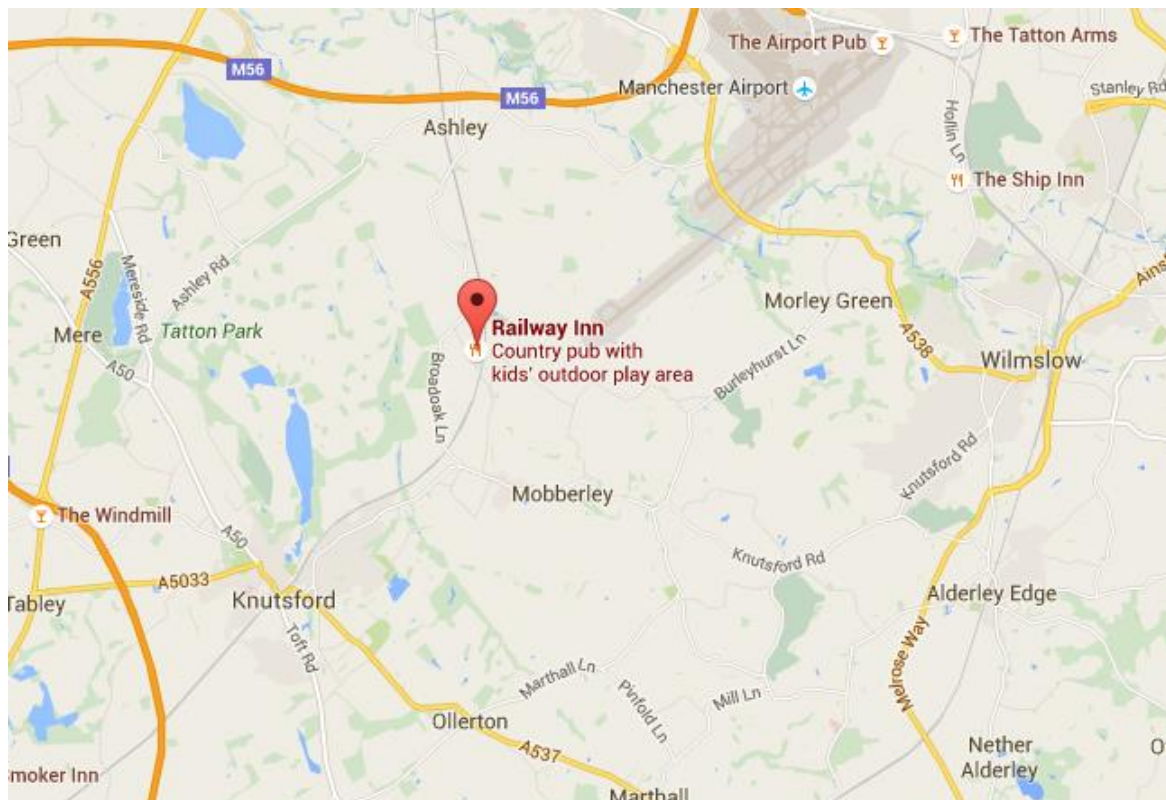 The Airport Pub
The Tatton Arms
M56
Manchester Airport
Stanley Rd
M56
Ashley
Hollin Ln
The Ship Inn
Green
A556
Mereside Rd
Ashley Rd
Morley Green
Mere
Tatton Park
Railway Inn
Country pub with
kids' outdoor play area
A50
Broadoak Ln
Burleyhurst Ln
A538
Wilmslow
Knutsford Rd
Mobberley
The Windmill
A50
Knutsford Rd
A5033
Tabley
Knutsford
Alderley Edge
Toft Rd
Marthall Ln
Pinfold Ln
Mill Ln
Melrose Way
Ollerton
A537
Nether
Alderley
moker Inn
Marthall